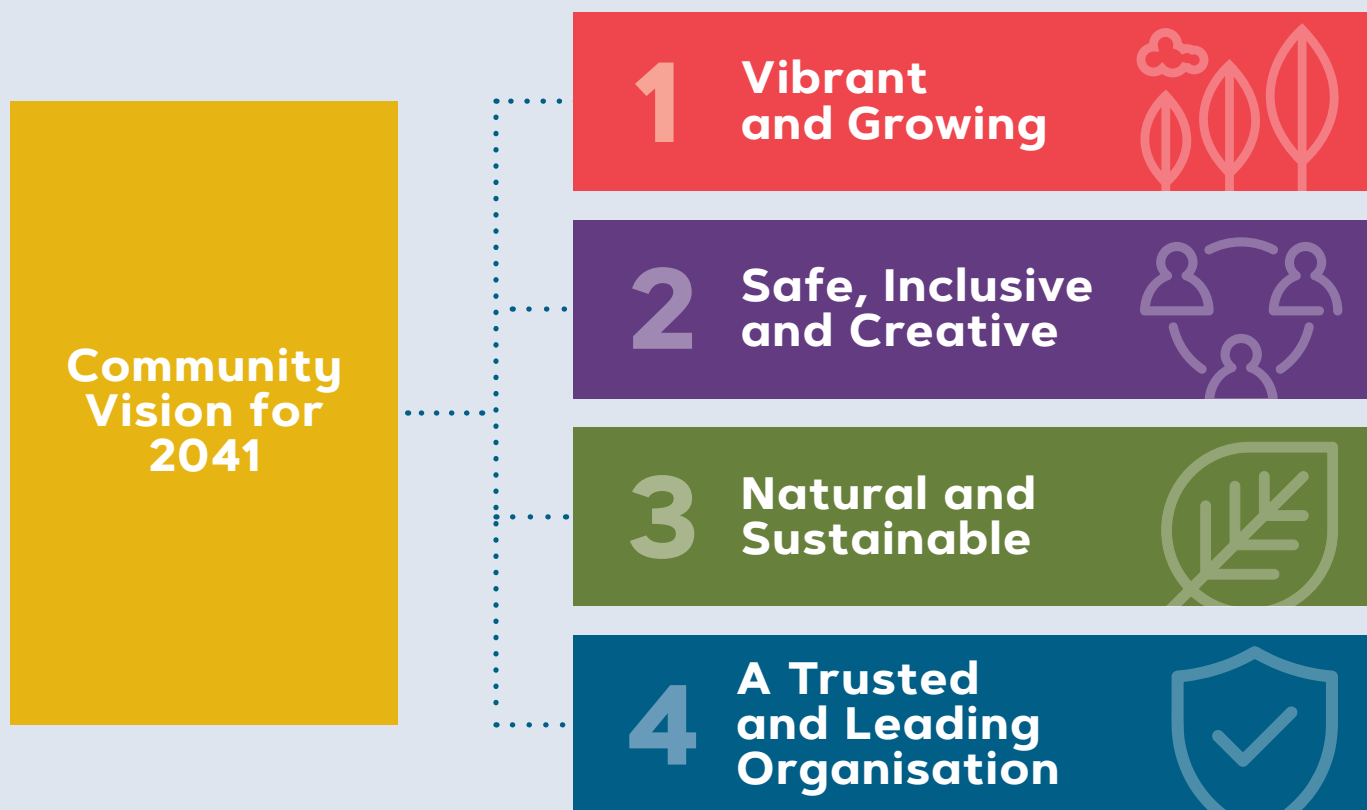 Community
Vision for
2041
1
Vibrant
and Growing
2
Safe, Inclusive
and Creative
3
Natural and
Sustainable
4
A Trusted
and Leading
Organisation